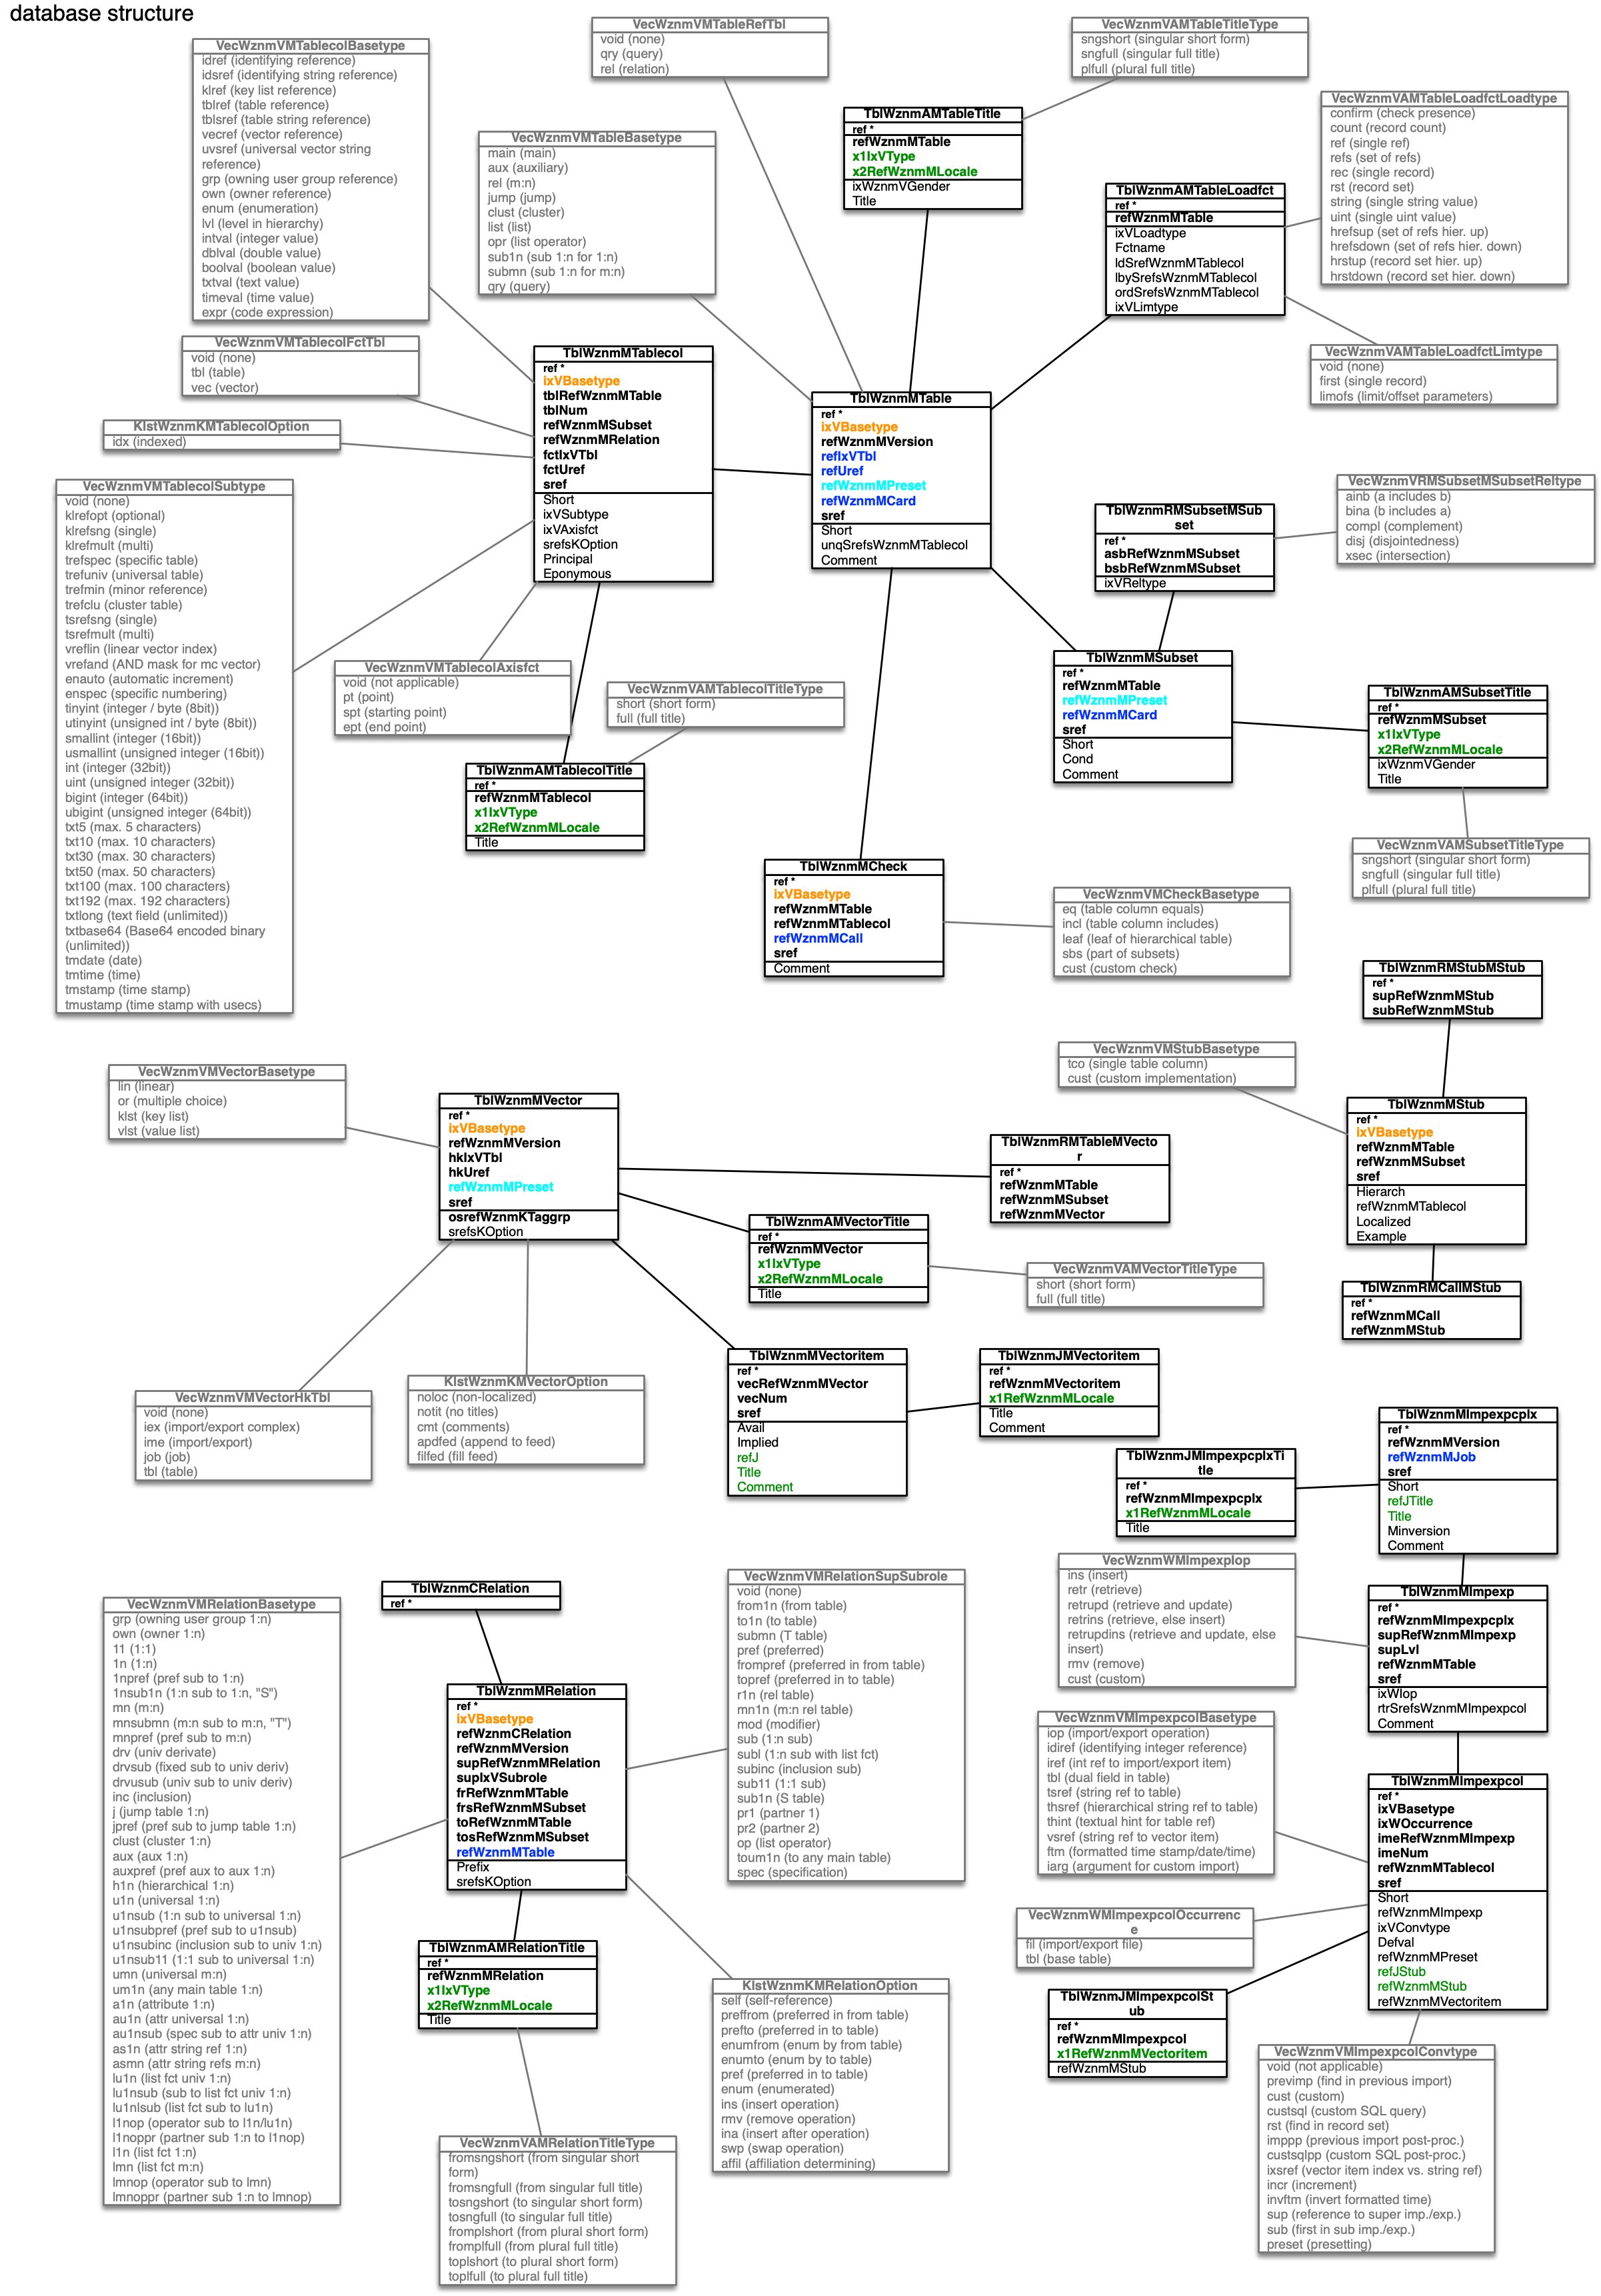 database structure
VecWznmVMTablecolBasetype
idref (identifying reference)
idsref (identifying string reference)
klref (key list reference)
tblref (table reference)
tblsref (table string reference)
vecref (vector reference)
uvsref (universal vector string
reference)
grp (owning user group reference)
own (owner reference)
enum (enumeration)
lvl (level in hierarchy)
intval (integer value)
dblval (double value)
boolval (boolean value)
txtval (text value)
timeval (time value)
expr (code expression)
VecWznmVMTableRefTbl
void (none)
qry (query)
rel (relation)
VecWznmVAMTableTitleType
sngshort (singular short form)
sngfull (singular full title)
plfull (plural full title)
VecWznmVMTableBasetype
main (main)
aux (auxiliary)
rel (m:n)
jump (jump)
clust (cluster)
list (list)
opr (list operator)
sub1n (sub 1:n for 1:n)
submn (sub 1:n for m:n)
qry (query)
TblWznmAMTableTitle
ref *
refWznmMTable
x1IxVType
x2RefWznmMLocale
ixWznmVGender
Title
VecWznmVAMTableLoadfctLoadtype
confirm (check presence)
count (record count)
ref (single ref)
refs (set of refs)
rec (single record)
rst (record set)
string (single string value)
uint (single uint value)
hrefsup (set of refs hier. up)
hrefsdown (set of refs hier. down)
hrstup (record set hier. up)
hrstdown (record set hier. down)
TblWznmAMTableLoadfct
ref *
refWznmMTable
ixVLoadtype
Fctname
ldSrefWznmMTablecol
lbySrefsWznmMTablecol
ordSrefsWznmMTablecol
ixVLimtype
VecWznmVMTablecolFctTbl
void (none)
tbl (table)
vec (vector)
VecWznmVAMTableLoadfctLimtype
void (none)
first (single record)
limofs (limit/offset parameters)
TblWznmMTablecol
ref *
ixVBasetype
tblRefWznmMTable
tblNum
refWznmMSubset
refWznmMRelation
fctIxVTbl
fctUref
sref
Short
ixVSubtype
ixVAxisfct
srefsKOption
Principal
Eponymous
TblWznmMTable
ref *
ixVBasetype
refWznmMVersion
refIxVTbl
refUref
refWznmMPreset
refWznmMCard
sref
Short
unqSrefsWznmMTablecol
Comment
KlstWznmKMTablecolOption
idx (indexed)
VecWznmVMTablecolSubtype
void (none)
klrefopt (optional)
klrefsng (single)
klrefmult (multi)
trefspec (specific table)
trefuniv (universal table)
trefmin (minor reference)
trefclu (cluster table)
tsrefsng (single)
tsrefmult (multi)
vreflin (linear vector index)
vrefand (AND mask for mc vector)
enauto (automatic increment)
enspec (specific numbering)
tinyint (integer / byte (8bit))
utinyint (unsigned int / byte (8bit))
smallint (integer (16bit))
usmallint (unsigned integer (16bit))
int (integer (32bit))
uint (unsigned integer (32bit))
bigint (integer (64bit))
ubigint (unsigned integer (64bit))
txt5 (max. 5 characters)
txt10 (max. 10 characters)
txt30 (max. 30 characters)
txt50 (max. 50 characters)
txt100 (max. 100 characters)
txt192 (max. 192 characters)
txtlong (text field (unlimited))
txtbase64 (Base64 encoded binary
(unlimited))
tmdate (date)
tmtime (time)
tmstamp (time stamp)
tmustamp (time stamp with usecs)
TblWznmRMSubsetMSub
set
ref *
asbRefWznmMSubset
bsbRefWznmMSubset
ixVReltype
VecWznmVRMSubsetMSubsetReltype
ainb (a includes b)
bina (b includes a)
compl (complement)
disj (disjointedness)
xsec (intersection)
VecWznmVMTablecolAxisfct
void (not applicable)
pt (point)
spt (starting point)
ept (end point)
VecWznmVAMTablecolTitleType
short (short form)
full (full title)
TblWznmMSubset
ref *
refWznmMTable
refWznmMPreset
refWznmMCard
sref
Short
Cond
Comment
TblWznmAMSubsetTitle
ref *
refWznmMSubset
x1IxVType
x2RefWznmMLocale
ixWznmVGender
Title
TblWznmAMTablecolTitle
ref *
refWznmMTablecol
x1IxVType
x2RefWznmMLocale
Title
VecWznmVAMSubsetTitleType
sngshort (singular short form)
sngfull (singular full title)
plfull (plural full title)
TblWznmMCheck
ref *
ixVBasetype
refWznmMTable
refWznmMTablecol
refWznmMCall
sref
Comment
VecWznmVMCheckBasetype
eq (table column equals)
incl (table column includes)
leaf (leaf of hierarchical table)
sbs (part of subsets)
cust (custom check)
TblWznmRMStubMStub
ref *
supRefWznmMStub
subRefWznmMStub
VecWznmVMStubBasetype
tco (single table column)
cust (custom implementation)
VecWznmVMVectorBasetype
lin (linear)
or (multiple choice)
klst (key list)
vlst (value list)
TblWznmMVector
ref *
ixVBasetype
refWznmMVersion
hkIxVTbl
hkUref
refWznmMPreset
sref
osrefWznmKTaggrp
srefsKOption
TblWznmMStub
ref *
ixVBasetype
refWznmMTable
refWznmMSubset
sref
Hierarch
refWznmMTablecol
Localized
Example
TblWznmRMTableMVecto
r
ref *
refWznmMTable
refWznmMSubset
refWznmMVector
TblWznmAMVectorTitle
ref *
refWznmMVector
x1IxVType
x2RefWznmMLocale
Title
VecWznmVAMVectorTitleType
short (short form)
full (full title)
TblWznmRMCallMStub
ref *
refWznmMCall
refWznmMStub
TblWznmMVectoritem
ref *
vecRefWznmMVector
vecNum
sref
Avail
Implied
refJ
Title
Comment
TblWznmJMVectoritem
ref *
refWznmMVectoritem
x1RefWznmMLocale
Title
Comment
VecWznmVMVectorHkTbl
void (none)
iex (import/export complex)
ime (import/export)
job (job)
tbl (table)
KlstWznmKMVectorOption
noloc (non-localized)
notit (no titles)
cmt (comments)
apdfed (append to feed)
filfed (fill feed)
TblWznmMImpexpcplx
ref *
refWznmMVersion
refWznmMJob
sref
Short
refJTitle
Title
Minversion
Comment
TblWznmJMImpexpcplxTi
tle
ref *
refWznmMImpexpcplx
x1RefWznmMLocale
Title
VecWznmWMImpexpIop
ins (insert)
retr (retrieve)
retrupd (retrieve and update)
retrins (retrieve, else insert)
retrupdins (retrieve and update, else
insert)
rmv (remove)
cust (custom)
TblWznmCRelation
ref *
VecWznmVMRelationSupSubrole
void (none)
from1n (from table)
to1n (to table)
submn (T table)
pref (preferred)
frompref (preferred in from table)
topref (preferred in to table)
r1n (rel table)
mn1n (m:n rel table)
mod (modifier)
sub (1:n sub)
subl (1:n sub with list fct)
subinc (inclusion sub)
sub11 (1:1 sub)
sub1n (S table)
pr1 (partner 1)
pr2 (partner 2)
op (list operator)
toum1n (to any main table)
spec (specification)
TblWznmMImpexp
ref *
refWznmMImpexpcplx
supRefWznmMImpexp
supLvl
refWznmMTable
sref
ixWIop
rtrSrefsWznmMImpexpcol
Comment
VecWznmVMRelationBasetype
grp (owning user group 1:n)
own (owner 1:n)
11 (1:1)
1n (1:n)
1npref (pref sub to 1:n)
1nsub1n (1:n sub to 1:n, "S")
mn (m:n)
mnsubmn (m:n sub to m:n, "T")
mnpref (pref sub to m:n)
drv (univ derivate)
drvsub (fixed sub to univ deriv)
drvusub (univ sub to univ deriv)
inc (inclusion)
j (jump table 1:n)
jpref (pref sub to jump table 1:n)
clust (cluster 1:n)
aux (aux 1:n)
auxpref (pref aux to aux 1:n)
h1n (hierarchical 1:n)
u1n (universal 1:n)
u1nsub (1:n sub to universal 1:n)
u1nsubpref (pref sub to u1nsub)
u1nsubinc (inclusion sub to univ 1:n)
u1nsub11 (1:1 sub to universal 1:n)
umn (universal m:n)
um1n (any main table 1:n)
a1n (attribute 1:n)
au1n (attr universal 1:n)
au1nsub (spec sub to attr univ 1:n)
as1n (attr string ref 1:n)
asmn (attr string refs m:n)
lu1n (list fct univ 1:n)
lu1nsub (sub to list fct univ 1:n)
lu1nlsub (list fct sub to lu1n)
l1nop (operator sub to l1n/lu1n)
l1noppr (partner sub 1:n to l1nop)
l1n (list fct 1:n)
lmn (list fct m:n)
lmnop (operator sub to lmn)
lmnoppr (partner sub 1:n to lmnop)
TblWznmMRelation
ref *
ixVBasetype
refWznmCRelation
refWznmMVersion
supRefWznmMRelation
supIxVSubrole
frRefWznmMTable
frsRefWznmMSubset
toRefWznmMTable
tosRefWznmMSubset
refWznmMTable
Prefix
srefsKOption
VecWznmVMImpexpcolBasetype
iop (import/export operation)
idiref (identifying integer reference)
iref (int ref to import/export item)
tbl (dual field in table)
tsref (string ref to table)
thsref (hierarchical string ref to table)
thint (textual hint for table ref)
vsref (string ref to vector item)
ftm (formatted time stamp/date/time)
iarg (argument for custom import)
TblWznmMImpexpcol
ref *
ixVBasetype
ixWOccurrence
imeRefWznmMImpexp
imeNum
refWznmMTablecol
sref
Short
refWznmMImpexp
ixVConvtype
Defval
refWznmMPreset
refJStub
refWznmMStub
refWznmMVectoritem
VecWznmWMImpexpcolOccurrenc
e
fil (import/export file)
tbl (base table)
TblWznmAMRelationTitle
ref *
refWznmMRelation
x1IxVType
x2RefWznmMLocale
Title
KlstWznmKMRelationOption
self (self-reference)
preffrom (preferred in from table)
prefto (preferred in to table)
enumfrom (enum by from table)
enumto (enum by to table)
pref (preferred in to table)
enum (enumerated)
ins (insert operation)
rmv (remove operation)
ina (insert after operation)
swp (swap operation)
affil (affiliation determining)
TblWznmJMImpexpcolSt
ub
ref *
refWznmMImpexpcol
x1RefWznmMVectoritem
refWznmMStub
VecWznmVMImpexpcolConvtype
void (not applicable)
previmp (find in previous import)
cust (custom)
custsql (custom SQL query)
rst (find in record set)
imppp (previous import post-proc.)
custsqlpp (custom SQL post-proc.)
ixsref (vector item index vs. string ref)
incr (increment)
invftm (invert formatted time)
sup (reference to super imp./exp.)
sub (first in sub imp./exp.)
preset (presetting)
VecWznmVAMRelationTitleType
fromsngshort (from singular short
form)
fromsngfull (from singular full title)
tosngshort (to singular short form)
tosngfull (to singular full title)
fromplshort (from plural short form)
fromplfull (from plural full title)
toplshort (to plural short form)
toplfull (to plural full title)